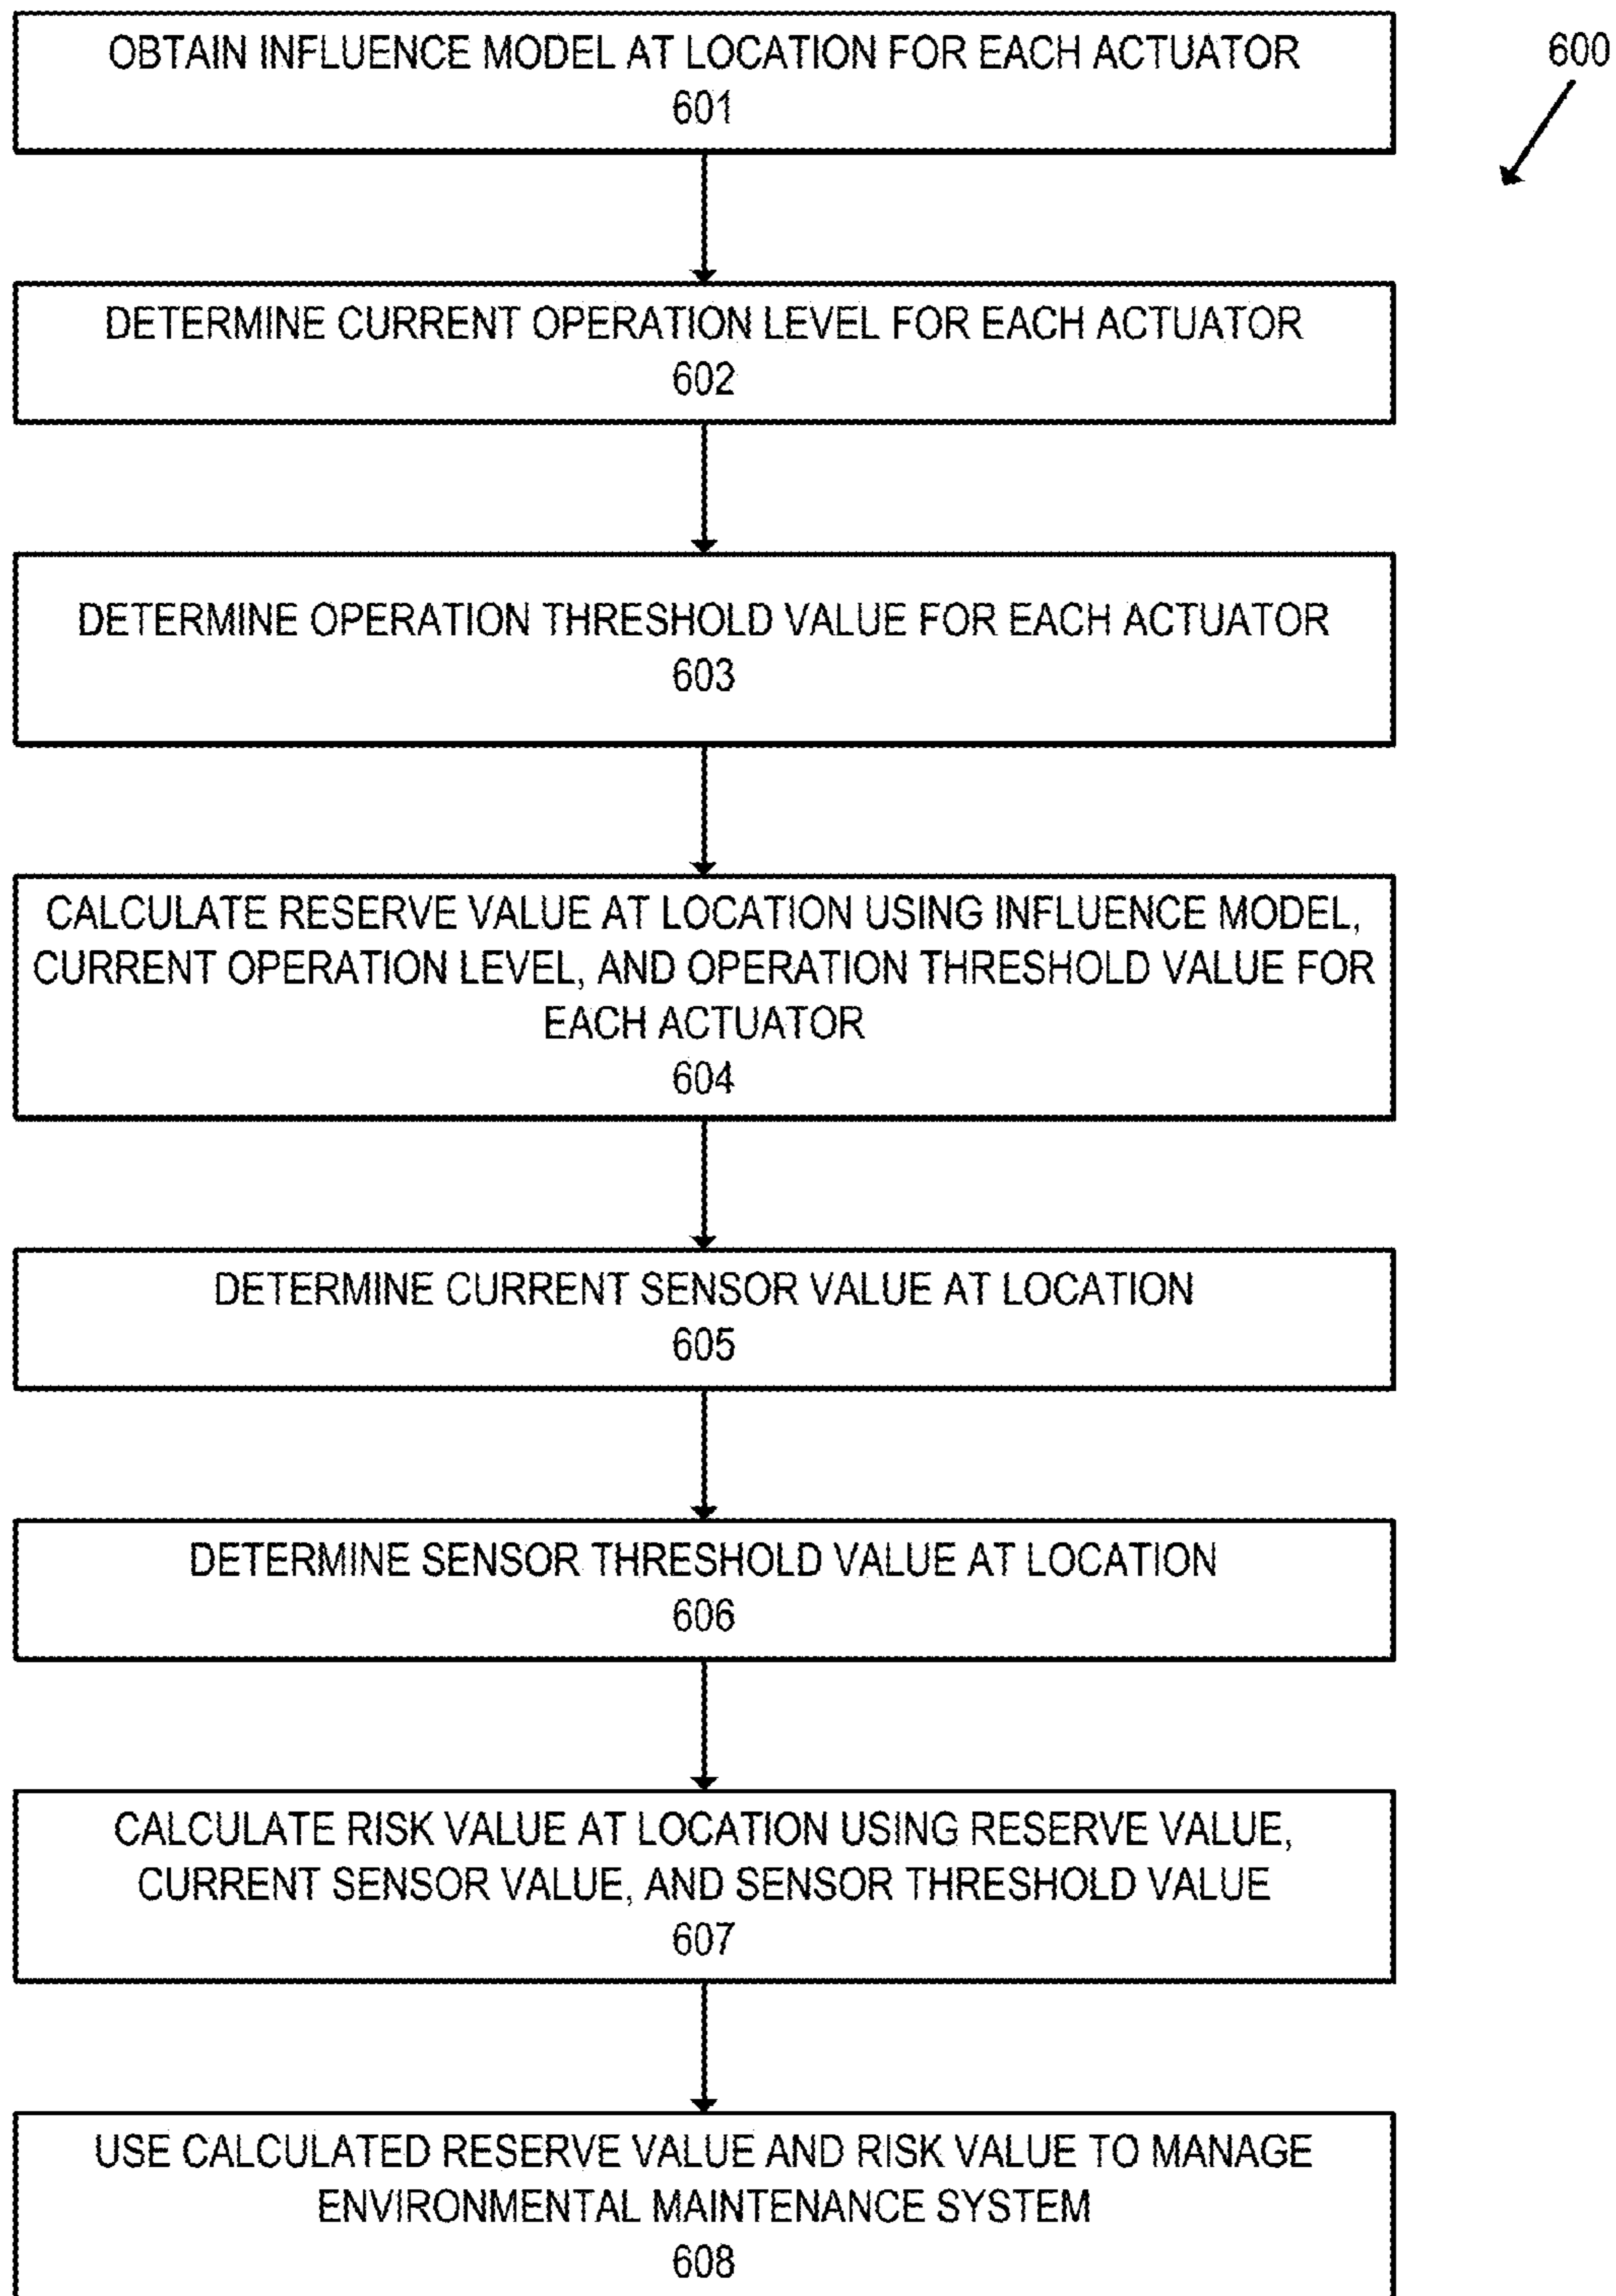 OBTAIN INFLUENCE MODEL AT LOCATION FOR EACH ACTUATOR
601
600
DETERMINE CURRENT OPERATION LEVEL FOR EACH ACTUATOR
602
DETERMINE OPERATION THRESHOLD VALUE FOR EACH ACTUATOR
603
CALCULATE RESERVE VALUE AT LOCATION USING INFLUENCE MODEL,
CURRENT OPERATION LEVEL, AND OPERATION THRESHOLD VALUE FOR
EACH ACTUATOR
604
DETERMINE CURRENT SENSOR VALUE AT LOCATION
605
DETERMINE SENSOR THRESHOLD VALUE AT LOCATION
606
CALCULATE RISK VALUE AT LOCATION USING RESERVE VALUE,
CURRENT SENSOR VALUE, AND SENSOR THRESHOLD VALUE
607
USE CALCULATED RESERVE VALUE AND RISK VALUE TO MANAGE
ENVIRONMENTAL MAINTENANCE SYSTEM
608